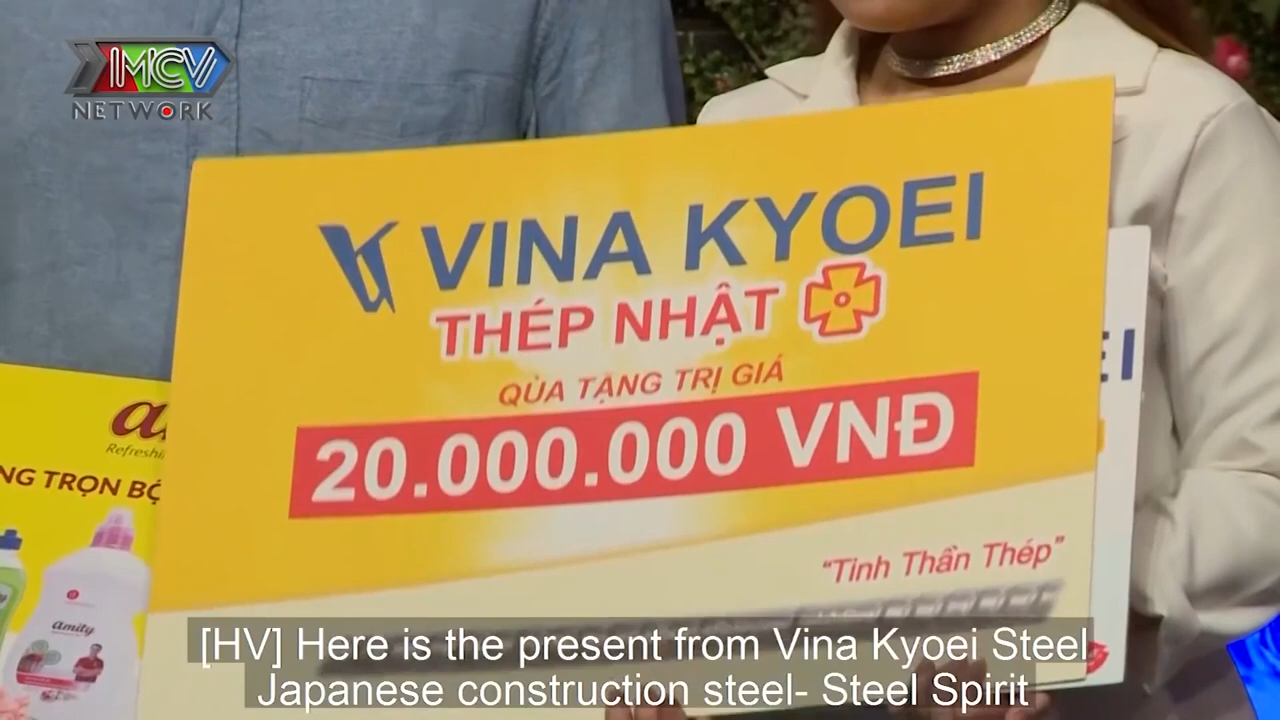 MCV
NETWORK
VINA KYOEI
THÉP NHẬT
QÙA TẶNG TRỊ GIÁ
20.000.000 VNĐ
"Tinh Thần Thép"
EI
NG TRỌN BỘ
amity
[HV] Here is the present from Vina Kyoei Steel
Japanese construction steel- Steel Spirit